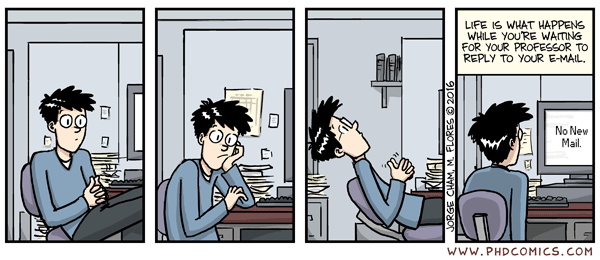 LIFE IS WHAT HAPPENS
WHILE YOU'RE WAITING
FOR YOUR PROFESSOR TO
REPLY TO YOUR E-MAIL.
No New
Mail.
JORGE CHAM, M. FLORES © 2016
WWW.PHDCOMICS.COM